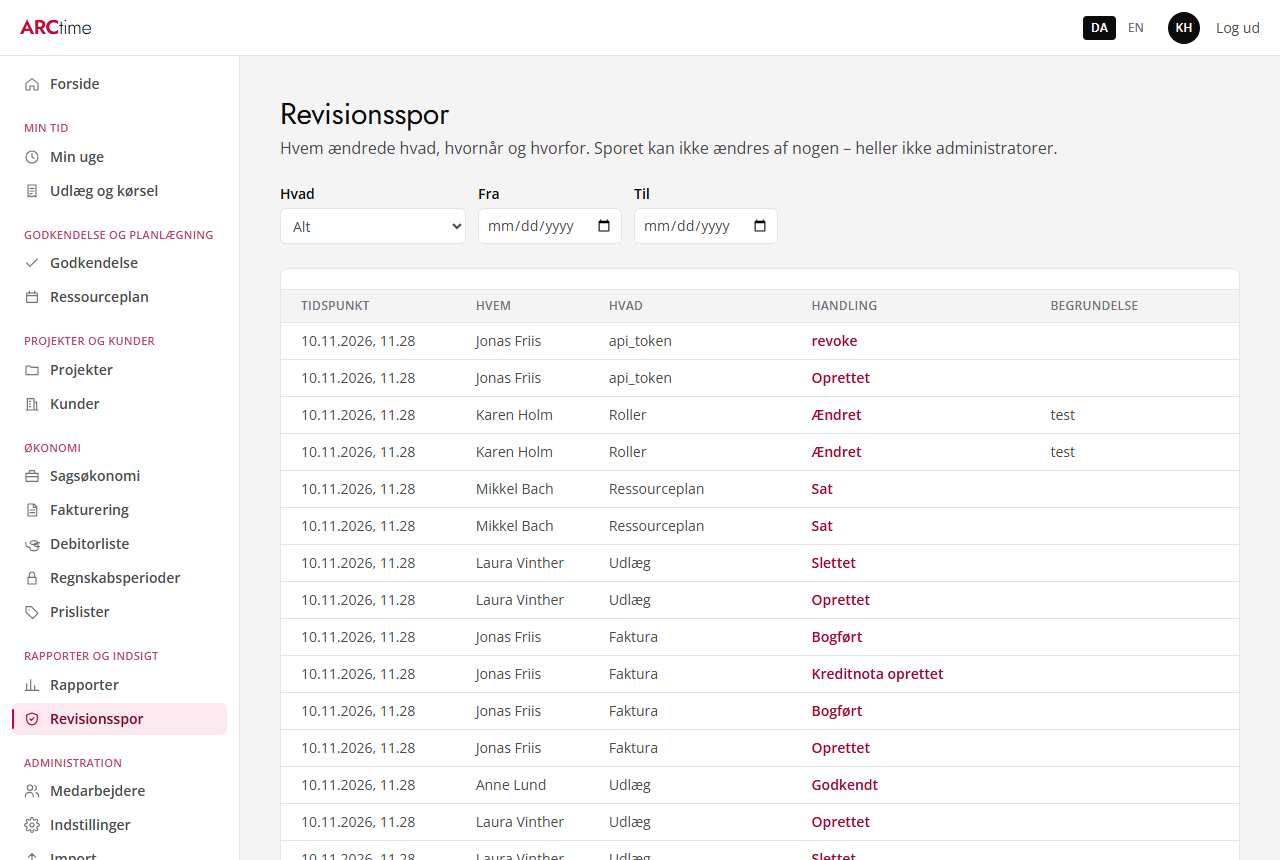 ARCtime
DA EN KH Log ud
Forside
MIN TID
Min uge
Udlæg og kørsel
GODKENDELSE OG PLANLÆGNING
Godkendelse
Ressourceplan
PROJEKTER OG KUNDER
Projekter
Kunder
ØKONOMI
Sagsøkonomi
Fakturering
Debitorliste
Regnskabsperioder
Prislister
RAPPORTER OG INDSIGT
Rapporter
Revisionsspor
ADMINISTRATION
Medarbejdere
Indstillinger
Import
Revisionsspor
Hvem ændrede hvad, hvornår og hvorfor. Sporet kan ikke ændres af nogen – heller ikke administratorer.
Hvad Fra Til
Alt mm/dd/yyyy mm/dd/yyyy
TIDSPUNKT HVEM HVAD HANDLING BEGRUNDELSE
10.11.2026, 11.28 Jonas Friis api_token revoke
10.11.2026, 11.28 Jonas Friis api_token Oprettet
10.11.2026, 11.28 Karen Holm Roller Ændret test
10.11.2026, 11.28 Karen Holm Roller Ændret test
10.11.2026, 11.28 Mikkel Bach Ressourceplan Sat
10.11.2026, 11.28 Mikkel Bach Ressourceplan Sat
10.11.2026, 11.28 Laura Vinther Udlæg Slettet
10.11.2026, 11.28 Laura Vinther Udlæg Oprettet
10.11.2026, 11.28 Jonas Friis Faktura Bogført
10.11.2026, 11.28 Jonas Friis Faktura Kreditnota oprettet
10.11.2026, 11.28 Jonas Friis Faktura Bogført
10.11.2026, 11.28 Jonas Friis Faktura Oprettet
10.11.2026, 11.28 Anne Lund Udlæg Godkendt
10.11.2026, 11.28 Laura Vinther Udlæg Oprettet
10.11.2026, 11.28 Laura Vinther Udlæg Slettet